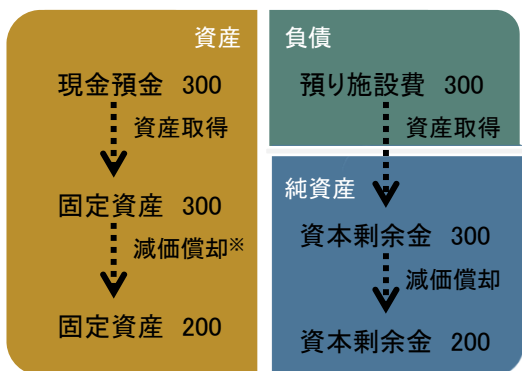 資産
現金預金 300
資産取得
固定資産 300
減価償却※
固定資産 200
負債
預り施設費 300
資産取得
純資産
資本剰余金 300
減価償却
資本剰余金 200